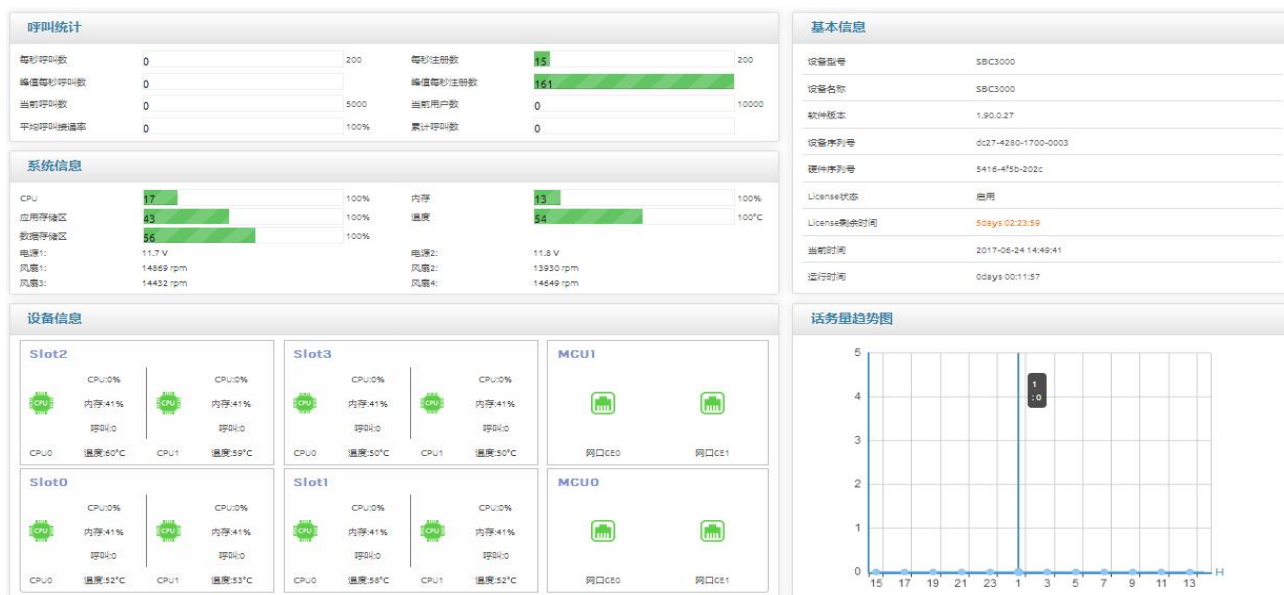 呼叫统计
每秒呼叫数 0 200 每秒注册数 15 200
峰值每秒呼叫数 0 峰值每秒注册数 161
当前呼叫数 0 5000 当前用户数 0 10000
平均呼叫接通率 0 100% 累计呼叫数 0
系统信息
CPU 17 100% 内存 13 100%
应用存储区 43 100% 温度 54 100°C
数据存储区 56 100%
电源1: 11.7 V 电源2: 11.8 V
风扇1: 14869 rpm 风扇2: 13930 rpm
风扇3: 14432 rpm 风扇4: 14649 rpm
设备信息
Slot2 Slot3 MCU1
CPU:0% CPU:0% CPU:0% CPU:0%
CPU 内存:41% CPU 内存:41% CPU 内存:41% CPU 内存:41%
呼叫:0 呼叫:0 呼叫:0 呼叫:0
CPU0 温度:60°C CPU1 温度:59°C CPU0 温度:50°C CPU1 温度:50°C 网口CE0 网口CE1
Slot0 Slot1 MCU0
CPU:0% CPU:0% CPU:0% CPU:0%
CPU 内存:41% CPU 内存:41% CPU 内存:41% CPU 内存:41%
呼叫:0 呼叫:0 呼叫:0 呼叫:0
CPU0 温度:52°C CPU1 温度:53°C CPU0 温度:58°C CPU1 温度:52°C 网口CE0 网口CE1
基本信息
设备型号 SBC3000
设备名称 SBC3000
软件版本 1.90.0.27
设备序列号 dc27-4280-1700-0003
硬件序列号 5416-4f5b-202c
License状态 启用
License剩余时间 5days 02:23:59
当前时间 2017-06-24 14:49:41
运行时间 0days 00:11:57
话务量趋势图
5
1
:0
4
3
2
1
0 H
15 17 19 21 23 1 3 5 7 9 11 13